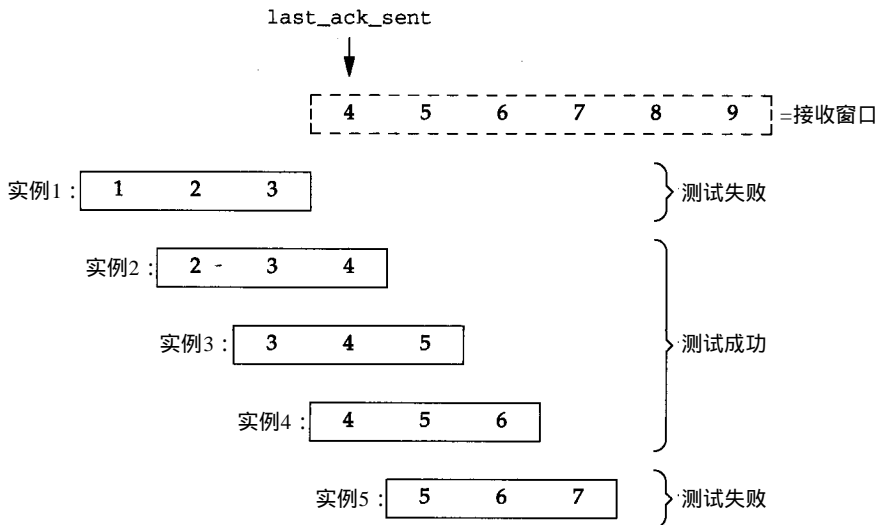 last_ack_sent
4 5 6 7 8 9 =接收窗口
实例1: 1 2 3 测试失败
实例2: 2 - 3 4
实例3: 3 4 5 测试成功
实例4: 4 5 6
实例5: 5 6 7 测试失败